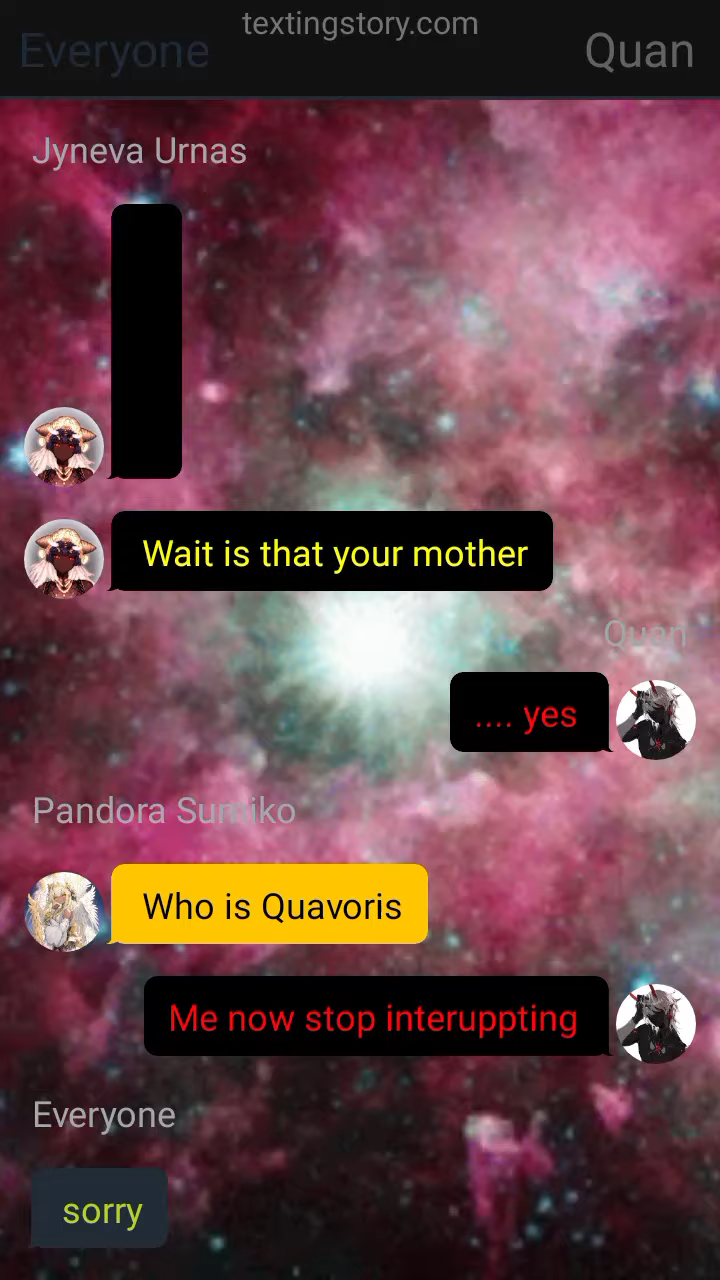 textingstory.com
Everyone
Quan
Jyneva Urnas
Wait is that your mother
Quan
.... yes
Pandora Sumiko
Who is Quavoris
Me now stop interuppting
Everyone
sorry